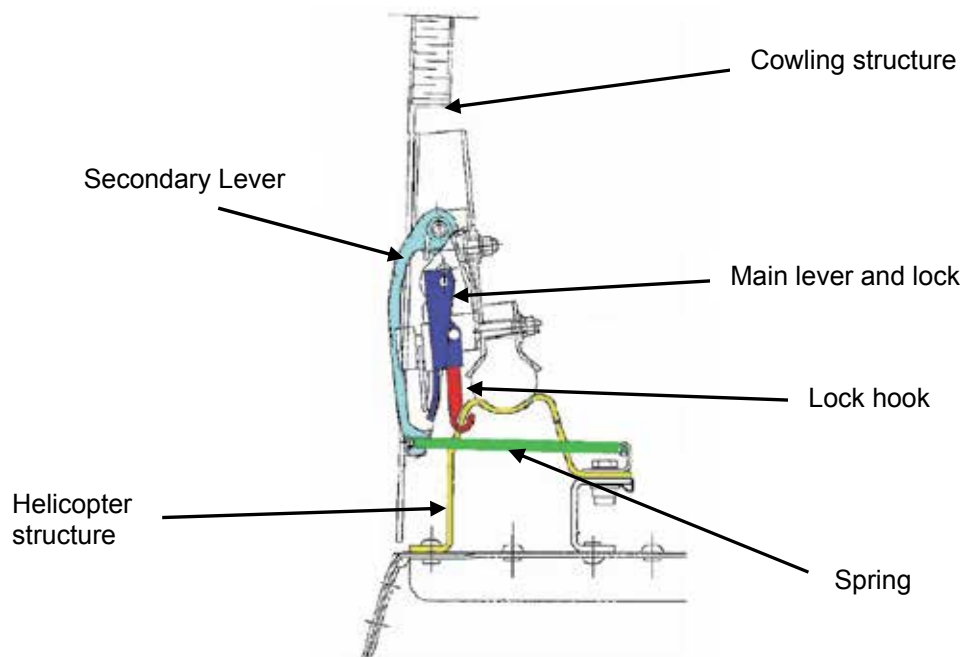 Cowling structure
Secondary Lever
Main lever and lock
Lock hook
Helicopter
structure
Spring